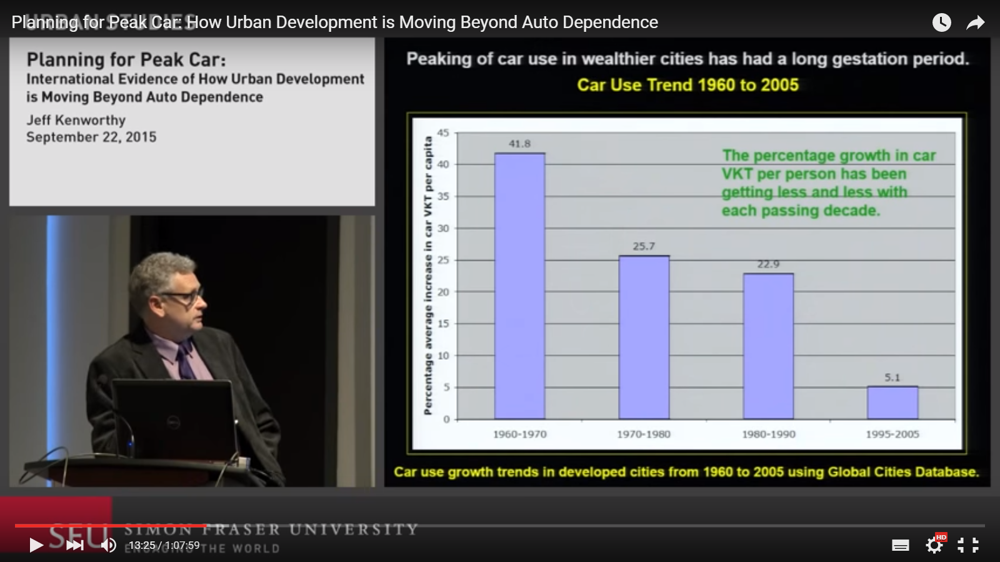 URBAN STUDIES
Planning for Peak Car: How Urban Development is Moving Beyond Auto Dependence
Planning for Peak Car:
International Evidence of How Urban Development
is Moving Beyond Auto Dependence
Jeff Kenworthy
September 22, 2015
Peaking of car use in wealthier cities has had a long gestation period.
Car Use Trend 1960 to 2005
Percentage average increase in car VKT per capita
45
40
35
30
25
20
15
10
5
0
41.8
25.7
22.9
5.1
The percentage growth in car
VKT per person has been
getting less and less with
each passing decade.
1960-1970
1970-1980
1980-1990
1995-2005
Car use growth trends in developed cities from 1960 to 2005 using Global Cities Database.
DELL
SFU
SIMON FRASER UNIVERSITY
ENGAGING THE WORLD
13:25 / 1:07:59
HD